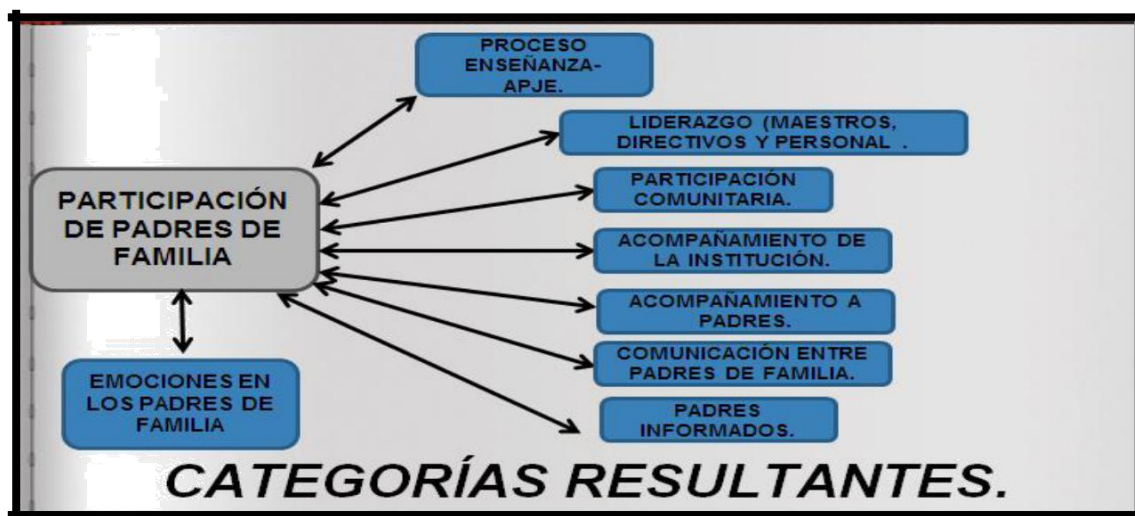 PROCESO
ENSEÑANZA-
APJE.
LIDERAZGO (MAESTROS,
DIRECTIVOS Y PERSONAL .
PARTICIPACIÓN
DE PADRES DE
FAMILIA
PARTICIPACIÓN
COMUNITARIA.
ACOMPAÑAMIENTO DE
LA INSTITUCIÓN.
ACOMPAÑAMIENTO A
PADRES.
COMUNICACIÓN ENTRE
PADRES DE FAMILIA.
PADRES
INFORMADOS.
EMOCIONES EN
LOS PADRES DE
FAMILIA
CATEGORÍAS RESULTANTES.